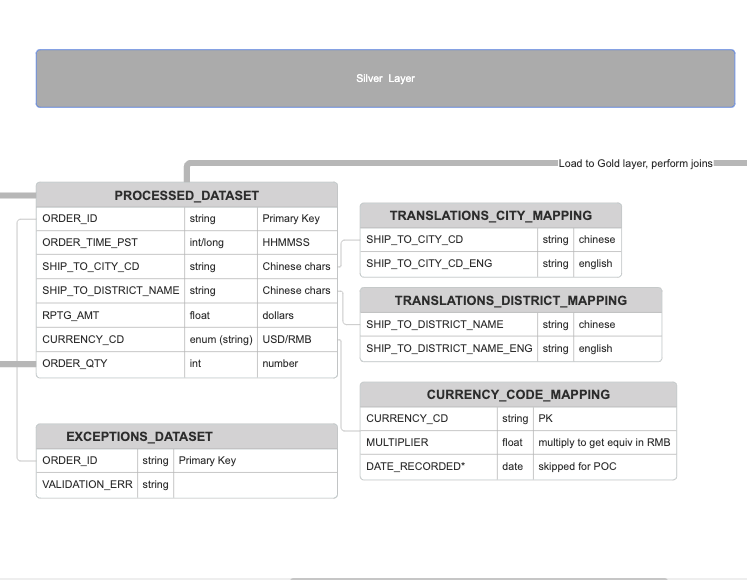 Silver Layer
Load to Gold layer, perform joins
PROCESSED_DATASET
ORDER_ID string Primary Key
ORDER_TIME_PST int/long HHMMSS
SHIP_TO_CITY_CD string Chinese chars
SHIP_TO_DISTRICT_NAME string Chinese chars
RPTG_AMT float dollars
CURRENCY_CD enum (string) USD/RMB
ORDER_QTY int number
TRANSLATIONS_CITY_MAPPING
SHIP_TO_CITY_CD string chinese
SHIP_TO_CITY_CD_ENG string english
TRANSLATIONS_DISTRICT_MAPPING
SHIP_TO_DISTRICT_NAME string chinese
SHIP_TO_DISTRICT_NAME_ENG string english
CURRENCY_CODE_MAPPING
CURRENCY_CD string PK
MULTIPLIER float multiply to get equiv in RMB
DATE_RECORDED* date skipped for POC
EXCEPTIONS_DATASET
ORDER_ID string Primary Key
VALIDATION_ERR string